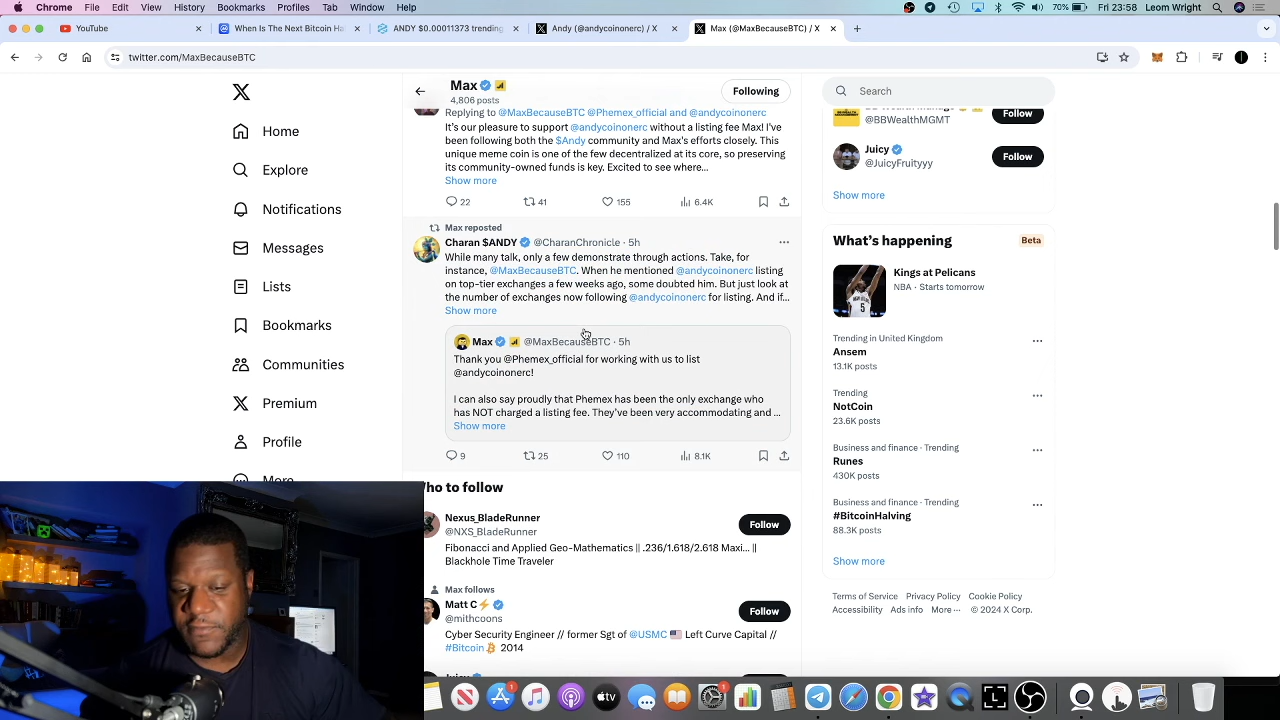 Chrome File Edit View History Bookmarks Profiles Tab Window Help
70% Fri 23:58 Leom Wright
YouTube
When Is The Next Bitcoin Ha
ANDY $0.00011373 trending
Andy (@andycoinonerc) / X
Max (@MaxBecauseBTC) / X
twitter.com/MaxBecauseBTC
Home
Explore
Notifications
Messages
Lists
Bookmarks
Communities
Premium
Profile
More
Max
4,806 posts
Following
Replying to @MaxBecauseBTC @Phemex_official and @andycoinonerc
It's our pleasure to support @andycoinonerc without a listing fee Max! I've
been following both the $Andy community and Max's efforts closely. This
unique meme coin is one of the few decentralized at its core, so preserving
its community-owned funds is key. Excited to see where...
Show more
22 41 155 6.4K
Max reposted
Charan $ANDY @CharanChronicle · 5h
While many talk, only a few demonstrate through actions. Take, for
instance, @MaxBecauseBTC. When he mentioned @andycoinonerc listing
on top-tier exchanges a few weeks ago, some doubted him. But just look at
the number of exchanges now following @andycoinonerc for listing. And if...
Show more
Max @MaxBecauseBTC · 5h
Thank you @Phemex_official for working with us to list
@andycoinonerc!
I can also say proudly that Phemex has been the only exchange who
has NOT charged a listing fee. They've been very accommodating and ...
Show more
9 25 110 8.1K
Who to follow
Nexus_BladeRunner
@NXS_BladeRunner
Follow
Fibonacci and Applied Geo-Mathematics || .236/1.618/2.618 Maxi... ||
Blackhole Time Traveler
Max follows
Matt C
@mithcoons
Follow
Cyber Security Engineer // former Sgt of @USMC Left Curve Capital //
#Bitcoin 2014
Search
@BBWealthMGMT
Follow
Juicy
@JuicyFruityyy
Follow
Show more
What's happening
Beta
Kings at Pelicans
NBA · Starts tomorrow
Trending in United Kingdom
Ansem
13.1K posts
Trending
NotCoin
23.6K posts
Business and finance · Trending
Runes
430K posts
Business and finance · Trending
#BitcoinHalving
88.3K posts
Show more
Terms of Service Privacy Policy Cookie Policy
Accessibility Ads info More ··· © 2024 X Corp.